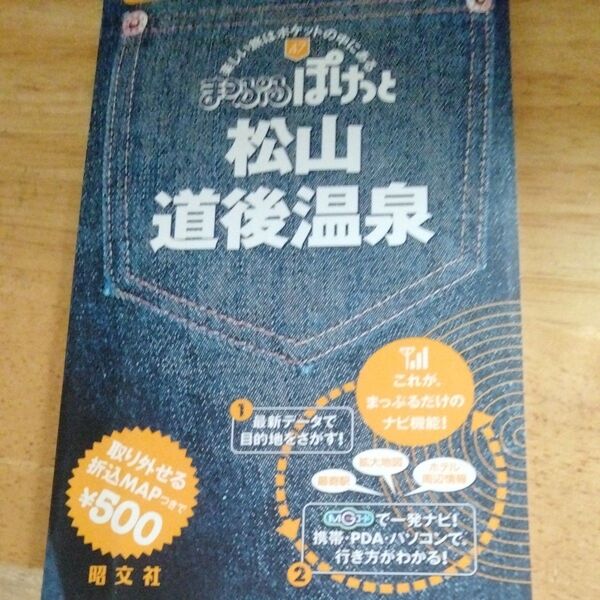 楽しい旅はポケットの中にある
47
まっぷるぽけっと
松山
道後温泉
これが、
まっぷるだけの
ナビ機能!
1
最新データで
目的地をさがす!
拡大地図
ホテル
周辺情報
最寄駅
で一発ナビ!
携帯・PDA・パソコンで、
行き方がわかる!
2
取り外せる
折込MAPつきで
¥500
昭文社